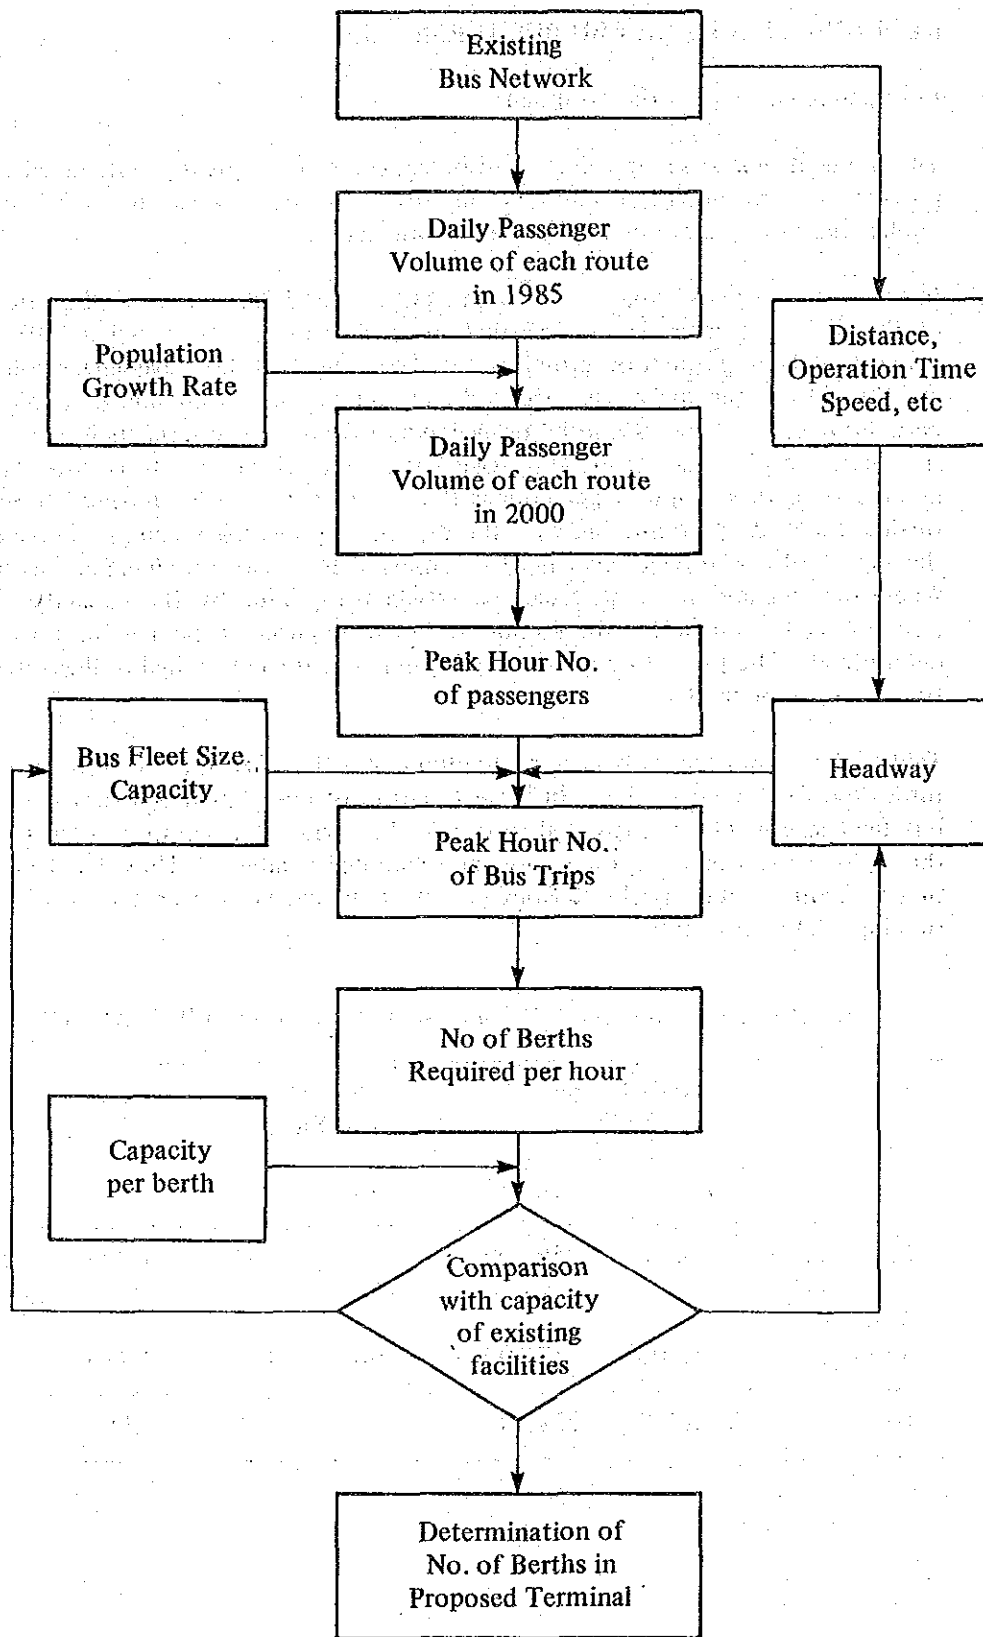 Existing
Bus Network
Daily Passenger
Volume of each route
in 1985
Population
Growth Rate
Distance,
Operation Time
Speed, etc
Daily Passenger
Volume of each route
in 2000
Peak Hour No.
of passengers
Bus Fleet Size
Capacity
Headway
Peak Hour No.
of Bus Trips
No of Berths
Required per hour
Capacity
per berth
Comparison
with capacity
of existing
facilities
Determination of
No. of Berths in
Proposed Terminal